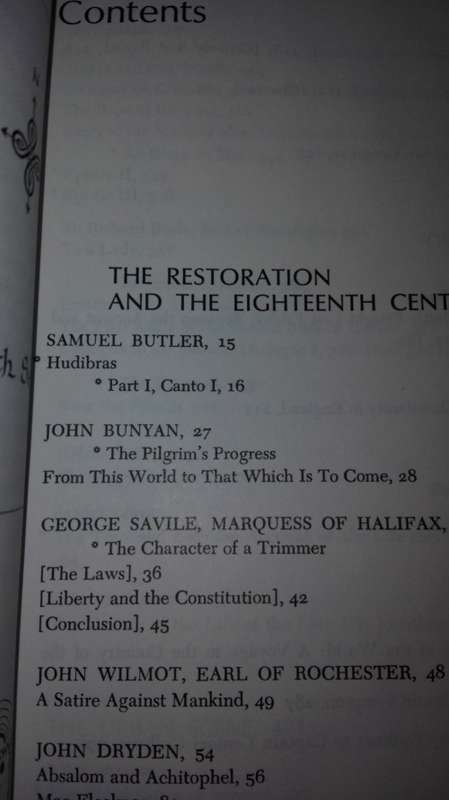 Contents
THE RESTORATION
AND THE EIGHTEENTH CENT
SAMUEL BUTLER, 15
° Hudibras
° Part I, Canto I, 16
JOHN BUNYAN, 27
° The Pilgrim's Progress
From This World to That Which Is To Come, 28
GEORGE SAVILE, MARQUESS OF HALIFAX,
° The Character of a Trimmer
[The Laws], 36
[Liberty and the Constitution], 42
[Conclusion], 45
JOHN WILMOT, EARL OF ROCHESTER, 48
A Satire Against Mankind, 49
JOHN DRYDEN, 54
Absalom and Achitophel, 56